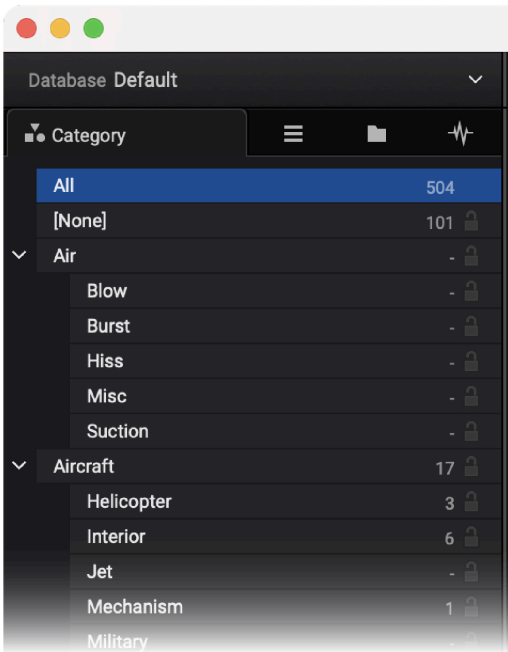 Database Default
Category
All 504
[None] 101
Air -
Blow -
Burst -
Hiss -
Misc -
Suction -
Aircraft 17
Helicopter 3
Interior 6
Jet -
Mechanism 1
Military -